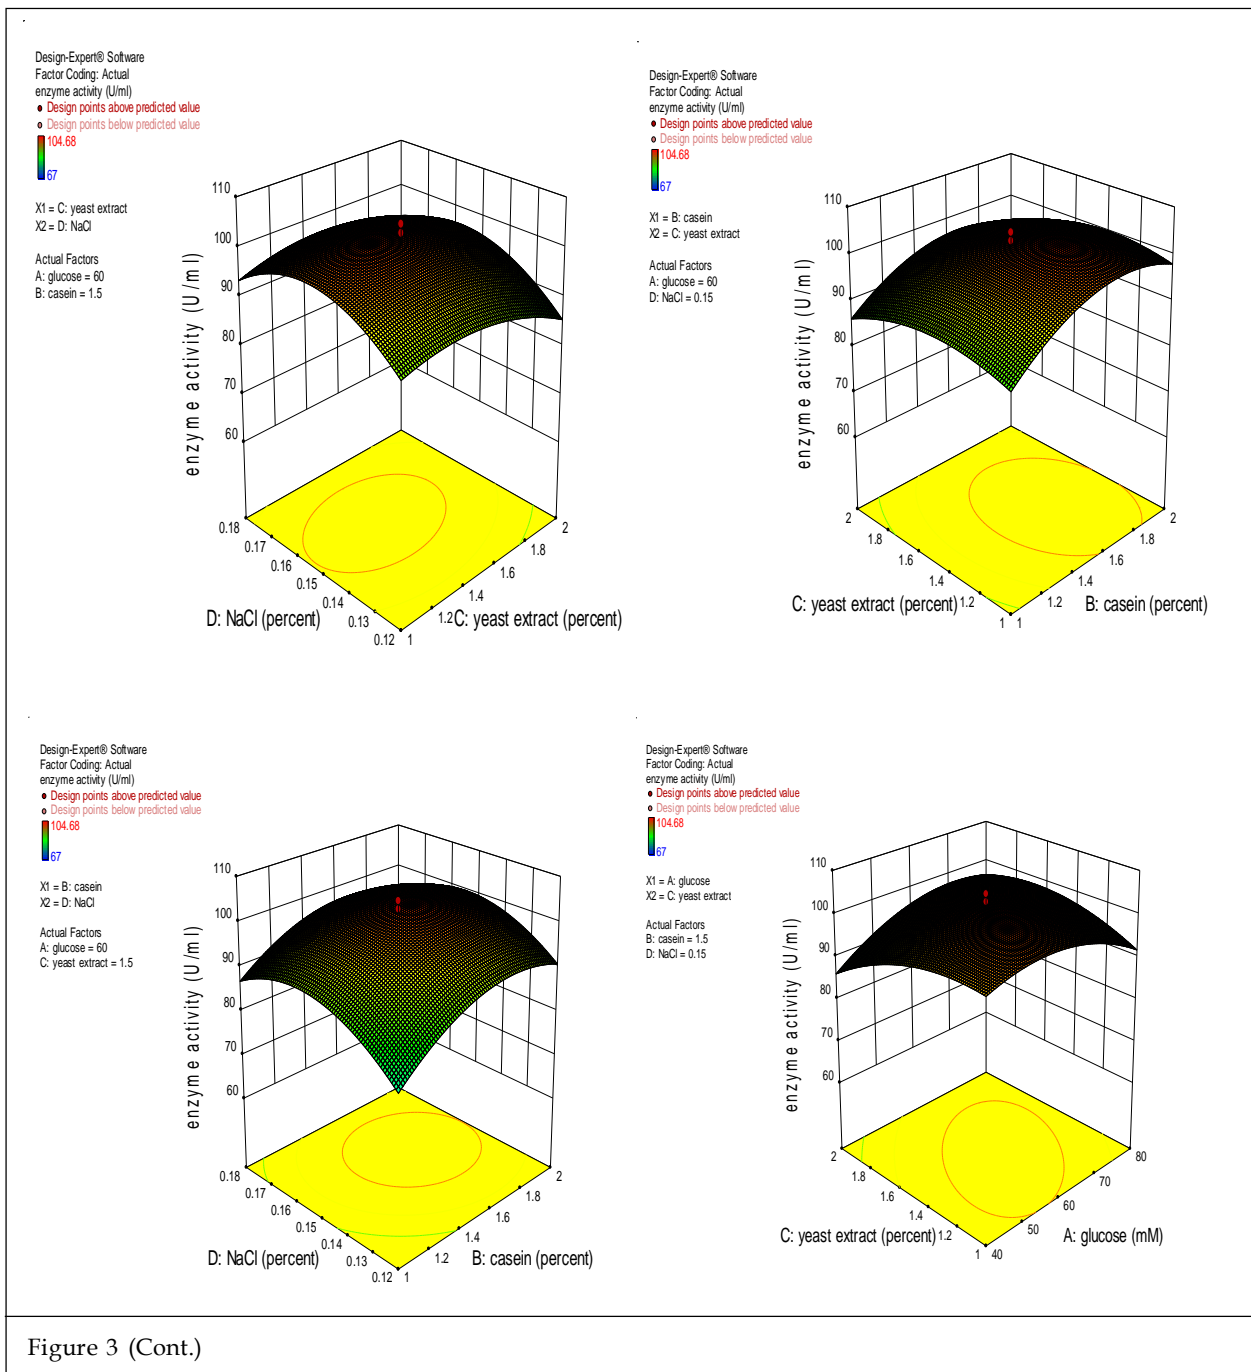 Design-Expert® Software
Factor Coding: Actual
enzyme activity (U/ml)
Design points above predicted value
Design points below predicted value
104.68
67
X1 = C: yeast extract
X2 = D: NaCl
Actual Factors
A: glucose = 60
B: casein = 1.5
110
100
90
80
70
60
enzyme activity (U/ml)
0.18
0.17
0.16
0.15
0.14
0.13
0.12
D: NaCl (percent)
1
1.2
1.4
1.6
1.8
2
C: yeast extract (percent)
Design-Expert® Software
Factor Coding: Actual
enzyme activity (U/ml)
Design points above predicted value
Design points below predicted value
104.68
67
X1 = B: casein
X2 = C: yeast extract
Actual Factors
A: glucose = 60
D: NaCl = 0.15
110
100
90
80
70
60
enzyme activity (U/ml)
2
1.8
1.6
1.4
1.2
1
C: yeast extract (percent)
1
1.2
1.4
1.6
1.8
2
B: casein (percent)
Design-Expert® Software
Factor Coding: Actual
enzyme activity (U/ml)
Design points above predicted value
Design points below predicted value
104.68
67
X1 = B: casein
X2 = D: NaCl
Actual Factors
A: glucose = 60
C: yeast extract = 1.5
110
100
90
80
70
60
enzyme activity (U/ml)
0.18
0.17
0.16
0.15
0.14
0.13
0.12
D: NaCl (percent)
1
1.2
1.4
1.6
1.8
2
B: casein (percent)
Design-Expert® Software
Factor Coding: Actual
enzyme activity (U/ml)
Design points above predicted value
Design points below predicted value
104.68
67
X1 = A: glucose
X2 = C: yeast extract
Actual Factors
B: casein = 1.5
D: NaCl = 0.15
110
100
90
80
70
60
enzyme activity (U/ml)
2
1.8
1.6
1.4
1.2
1
C: yeast extract (percent)
40
50
60
70
80
A: glucose (mM)
Figure 3 (Cont.)